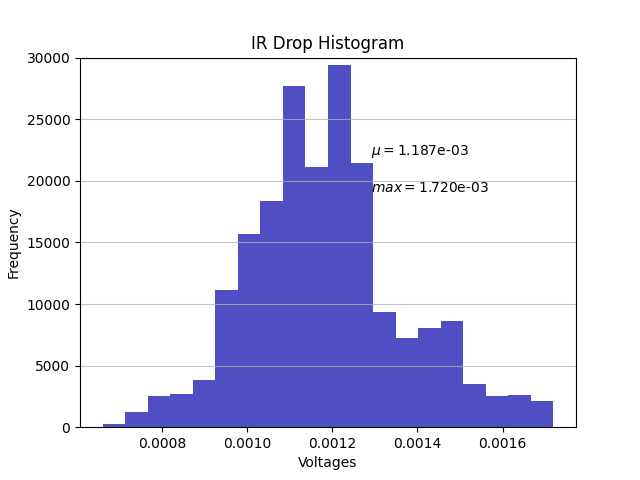 IR Drop Histogram
30000
25000
20000
15000
10000
5000
0
Frequency
μ = 1.187e-03
max = 1.720e-03
0.0008 0.0010 0.0012 0.0014 0.0016
Voltages